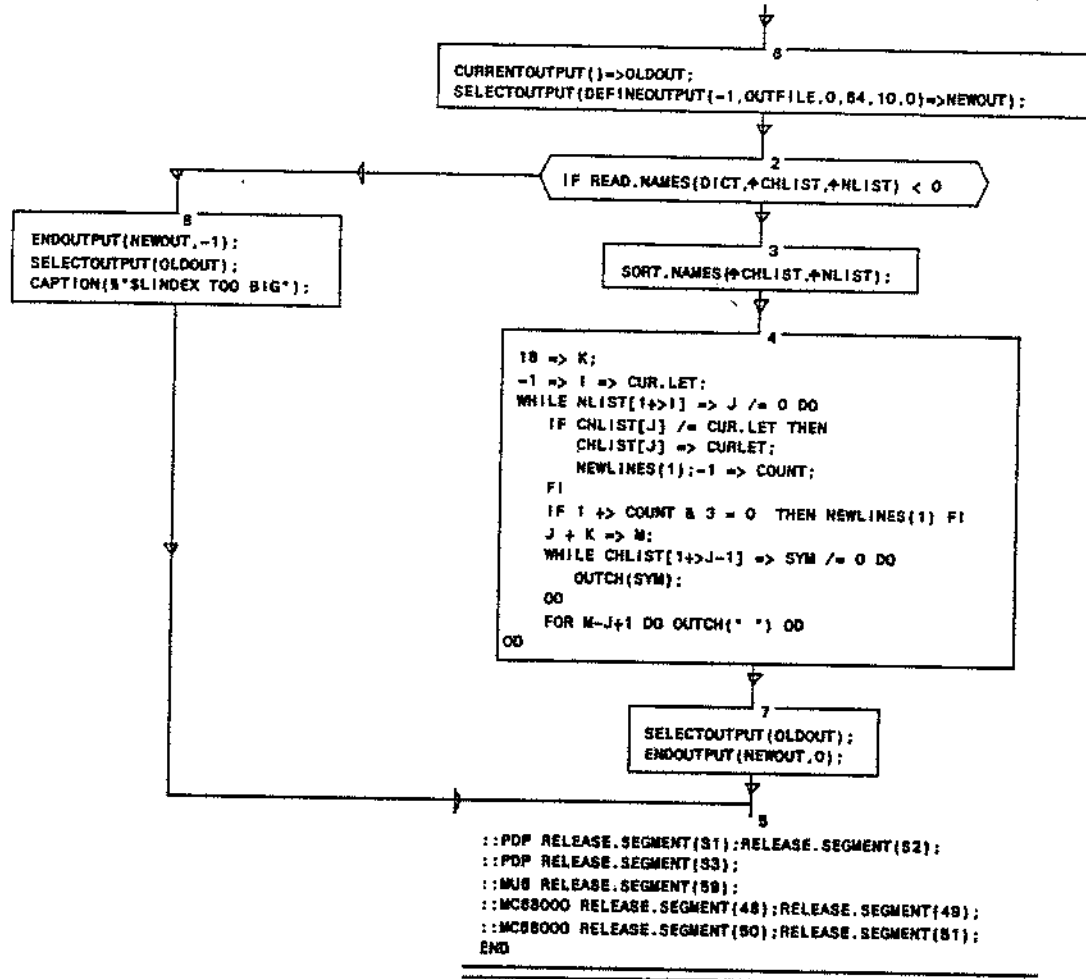 6
CURRENTOUTPUT()=>OLDOUT;
SELECTOUTPUT(DEFINEOUTPUT(-1,OUTFILE,0,64,10,0)=>NEWOUT);
2
IF READ.NAMES(DICT,↑CHLIST,↑NLIST) < 0
8
ENDOUTPUT(NEWOUT,-1);
SELECTOUTPUT(OLDOUT);
CAPTION(%"$LINDEX TOO BIG");
3
SORT.NAMES(↑CHLIST,↑NLIST);
4
18 => K;
-1 => I => CUR.LET;
WHILE NLIST[1+>I] => J /= 0 DO
IF CHLIST[J] /= CUR.LET THEN
CHLIST[J] => CURLET;
NEWLINES(1);-1 => COUNT;
FI
IF 1 +> COUNT & 3 = 0 THEN NEWLINES(1) FI
J + K => M;
WHILE CHLIST[1+>J-1] => SYM /= 0 DO
OUTCH(SYM);
OD
FOR M-J+1 DO OUTCH(" ") OD
OD
7
SELECTOUTPUT(OLDOUT);
ENDOUTPUT(NEWOUT,0);
5
::PDP RELEASE.SEGMENT(S1);RELEASE.SEGMENT(S2);
::PDP RELEASE.SEGMENT(S3);
::MU6 RELEASE.SEGMENT(59);
::MC68000 RELEASE.SEGMENT(48);RELEASE.SEGMENT(49);
::MC68000 RELEASE.SEGMENT(50);RELEASE.SEGMENT(51);
END